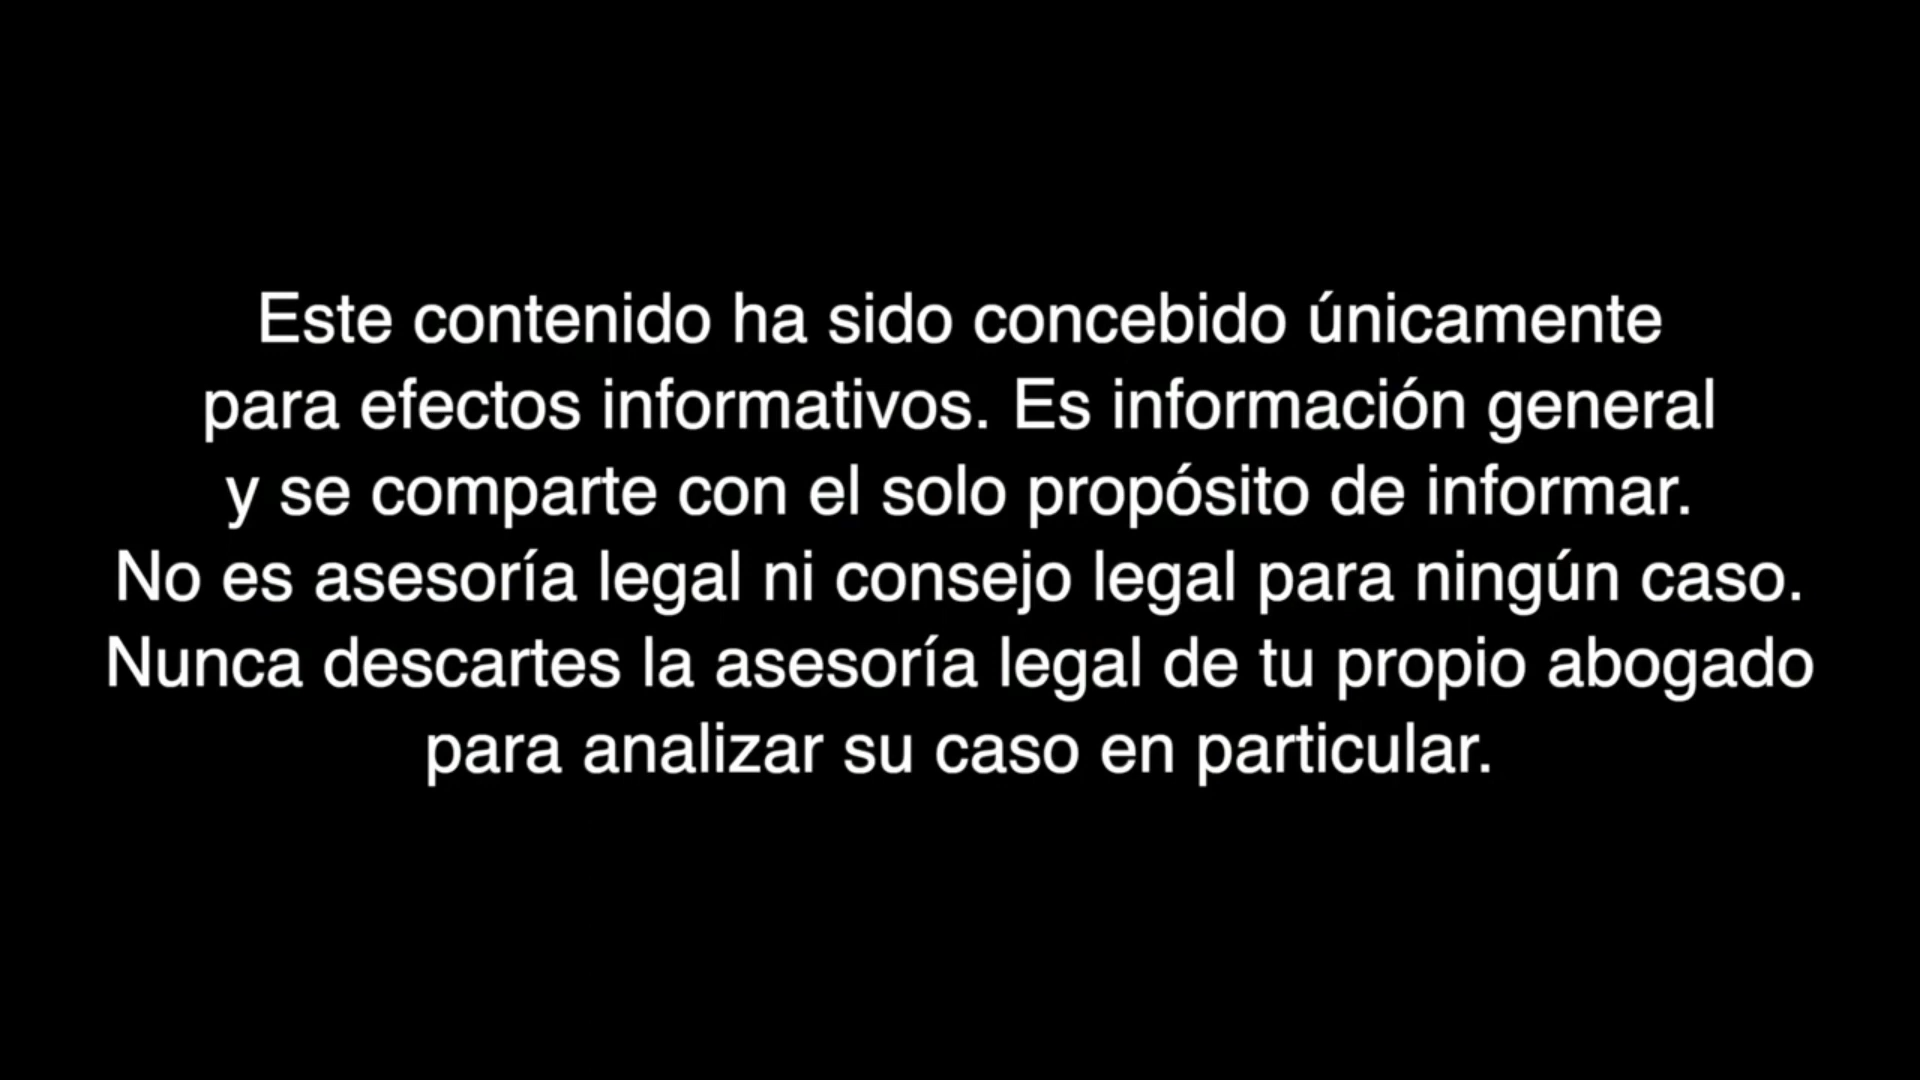 Este contenido ha sido concebido únicamente
para efectos informativos. Es información general
y se comparte con el solo propósito de informar.
No es asesoría legal ni consejo legal para ningún caso.
Nunca descartes la asesoría legal de tu propio abogado
para analizar su caso en particular.